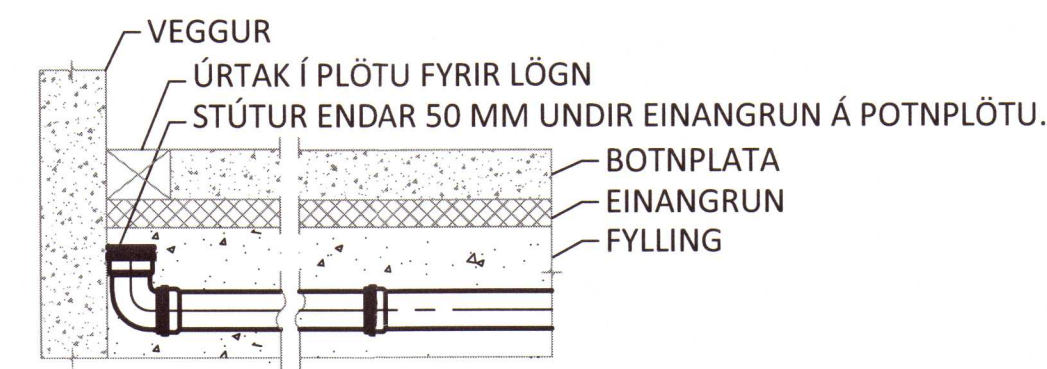 VEGGUR
ÚRTAK Í PLÖTU FYRIR LÖGN
STÚTUR ENDAR 50 MM UNDIR EINANGRUN Á POTNPLÖTU.
BOTNPLATA
EINANGRUN
FYLLING